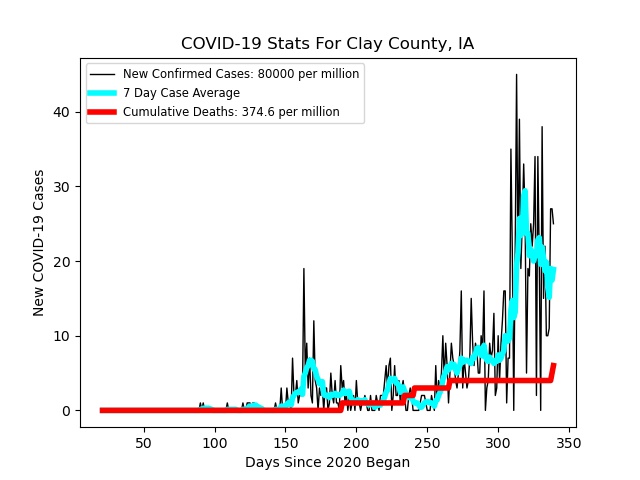 COVID-19 Stats For Clay County, IA
New Confirmed Cases: 80000 per million
7 Day Case Average
Cumulative Deaths: 374.6 per million
New COVID-19 Cases
40
30
20
10
0
50 100 150 200 250 300 350
Days Since 2020 Began